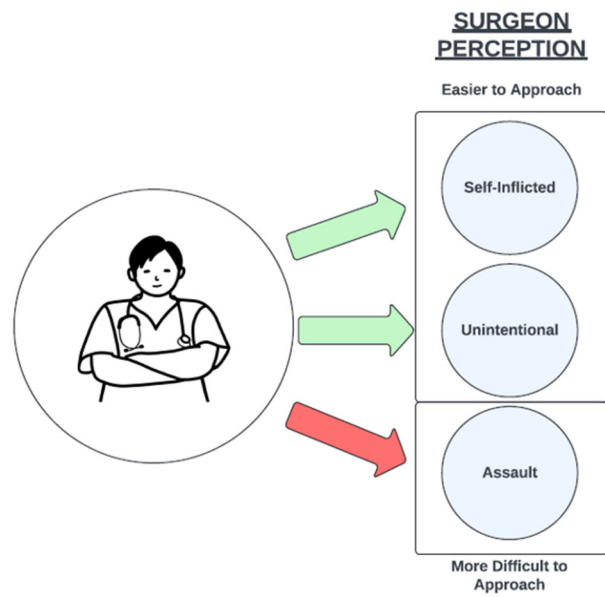 SURGEON
PERCEPTION
Easier to Approach
Self-Inflicted
Unintentional
Assault
More Difficult to
Approach